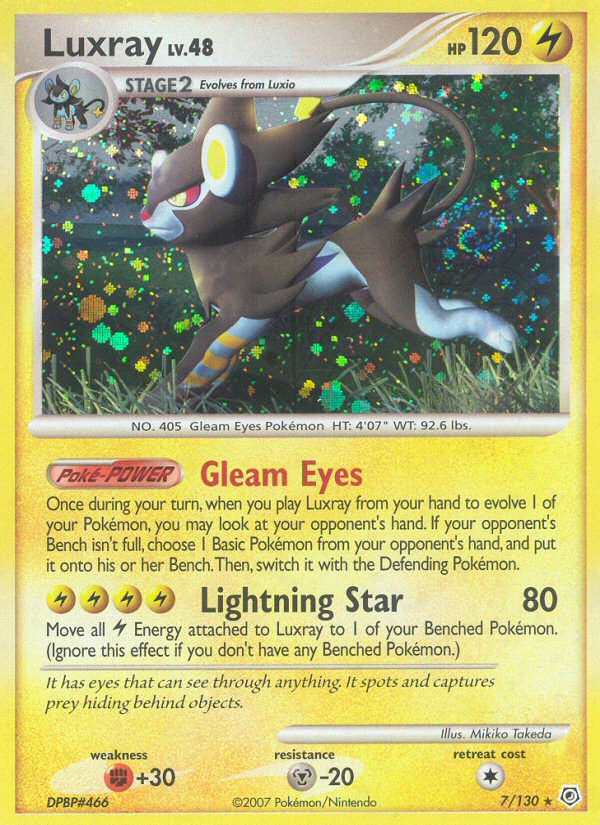 Luxray LV.48
HP 120
STAGE2 Evolves from Luxio
NO. 405 Gleam Eyes Pokémon HT: 4'07" WT: 92.6 lbs.
Poké-POWER Gleam Eyes
Once during your turn, when you play Luxray from your hand to evolve 1 of
your Pokémon, you may look at your opponent's hand. If your opponent's
Bench isn't full, choose 1 Basic Pokémon from your opponent's hand, and put
it onto his or her Bench. Then, switch it with the Defending Pokémon.
Lightning Star 80
Move all Energy attached to Luxray to 1 of your Benched Pokémon.
(Ignore this effect if you don't have any Benched Pokémon.)
It has eyes that can see through anything. It spots and captures
prey hiding behind objects.
Illus. Mikiko Takeda
weakness resistance retreat cost
+30 -20
DPBP#466 ©2007 Pokémon/Nintendo 7/130 ★